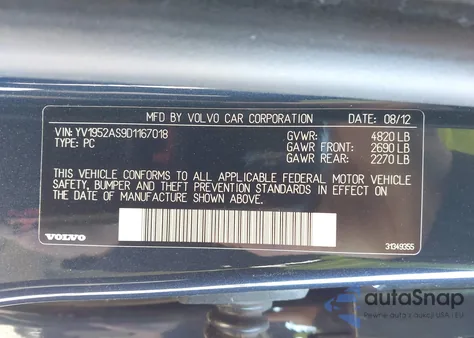 MFD BY VOLVO CAR CORPORATION DATE: 08/12
VIN: YV1952AS9D1167018 GVWR: 4820 LB
TYPE: PC GAWR FRONT: 2690 LB
GAWR REAR: 2270 LB
THIS VEHICLE CONFORMS TO ALL APPLICABLE FEDERAL MOTOR VEHICLE
SAFETY, BUMPER AND THEFT PREVENTION STANDARDS IN EFFECT ON
THE DATE OF MANUFACTURE SHOWN ABOVE.
VOLVO 31349355
autoSnap